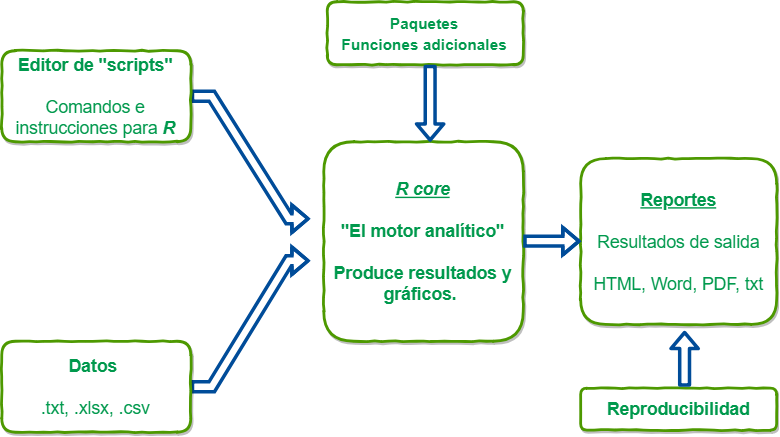 Paquetes
Funciones adicionales
Editor de "scripts"
Comandos e
instrucciones para R
R core
"El motor analítico"
Produce resultados y
gráficos.
Reportes
Resultados de salida
HTML, Word, PDF, txt
Datos
.txt, .xlsx, .csv
Reproducibilidad